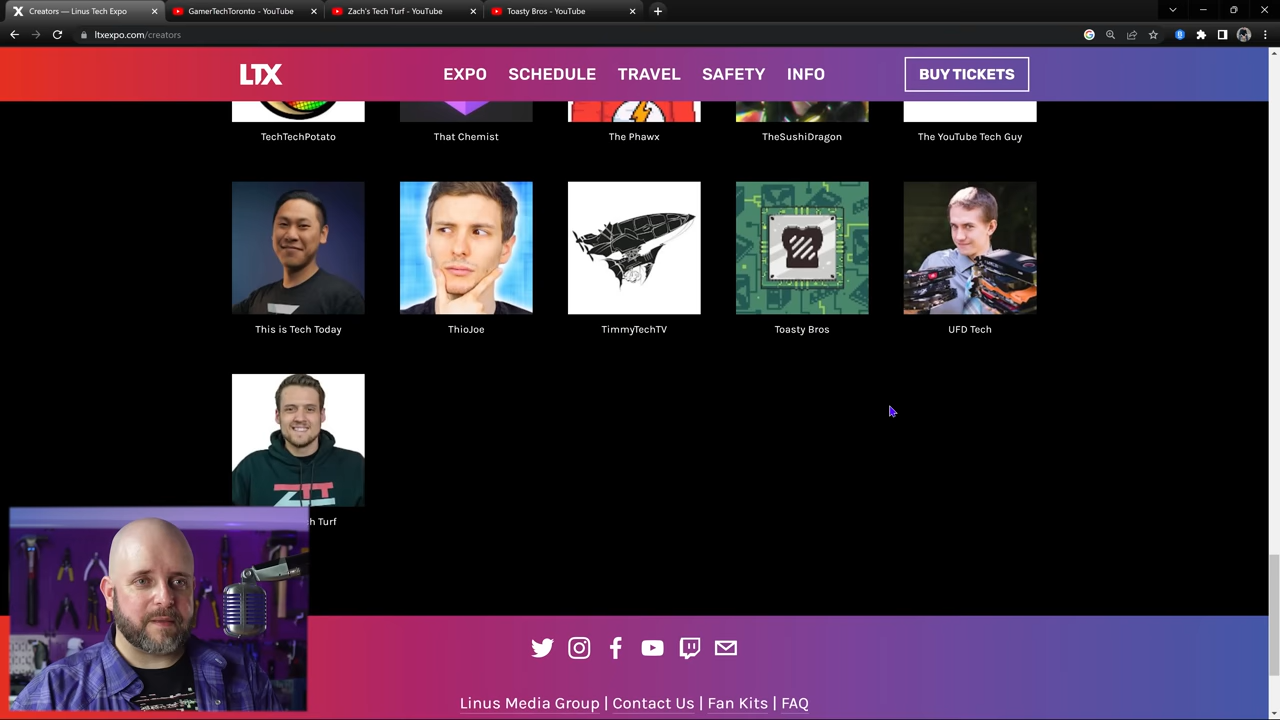 Creators — Linus Tech Expo
GamerTechToronto - YouTube
Zach's Tech Turf - YouTube
Toasty Bros - YouTube
ltxexpo.com/creators
LTX
EXPO
SCHEDULE
TRAVEL
SAFETY
INFO
BUY TICKETS
TechTechPotato
That Chemist
The Phawx
TheSushiDragon
The YouTube Tech Guy
This is Tech Today
ThioJoe
TimmyTechTV
Toasty Bros
UFD Tech
ZTT
Turf
Linus Media Group | Contact Us | Fan Kits | FAQ